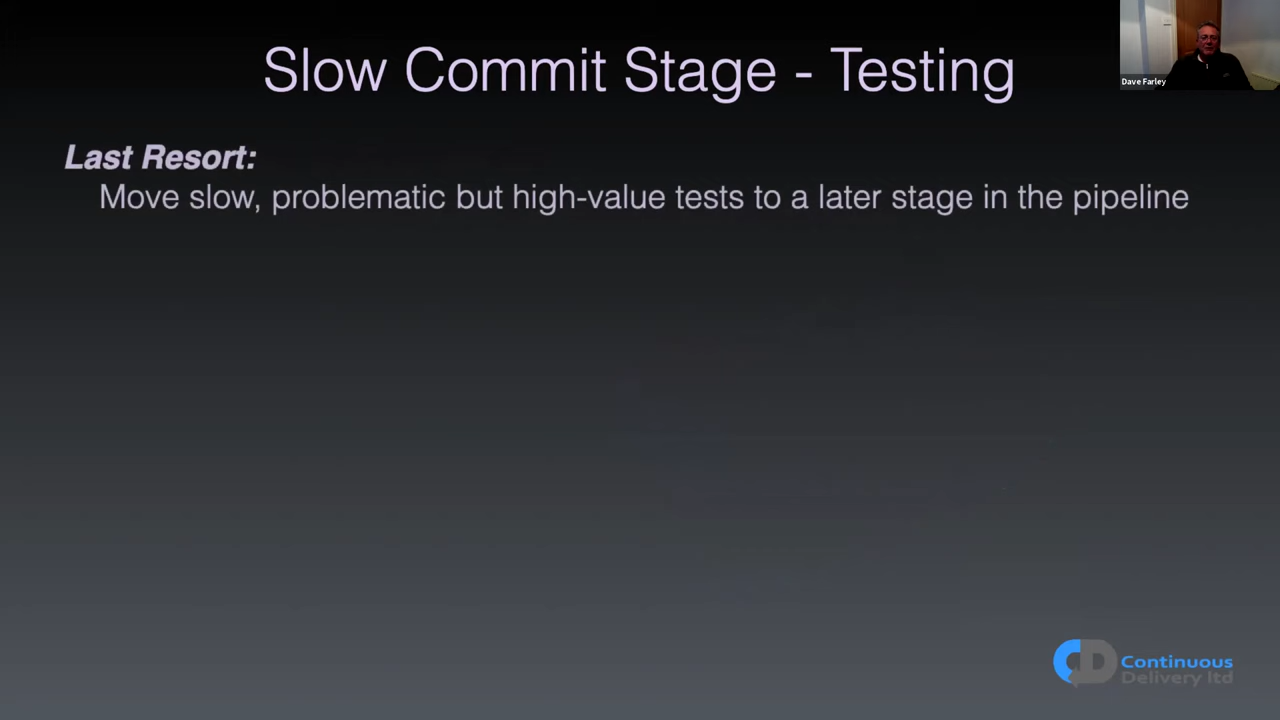 Slow Commit Stage - Testing
Dave Farley
Last Resort:
Move slow, problematic but high-value tests to a later stage in the pipeline
CD Continuous
Delivery ltd